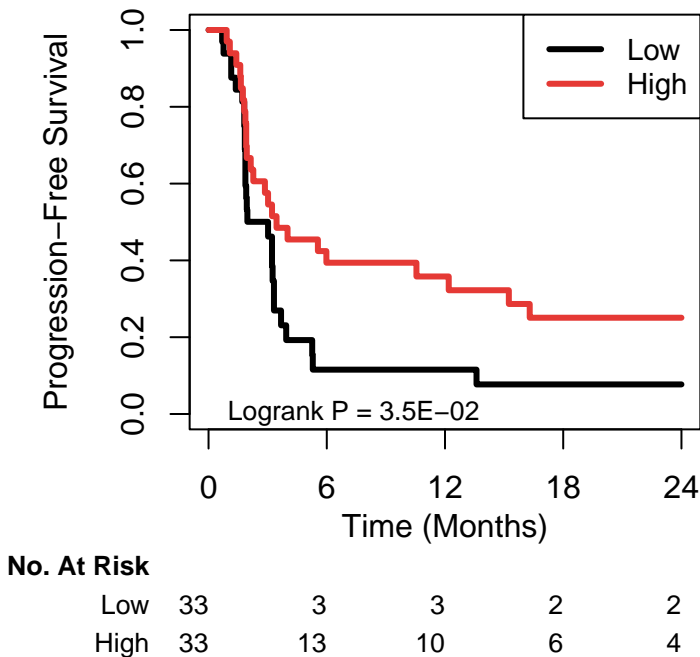 Low
High
Progression−Free Survival
1.0
0.8
0.6
0.4
0.2
0.0
Logrank P = 3.5E−02
0 6 12 18 24
Time (Months)
No. At Risk
Low 33 3 3 2 2
High 33 13 10 6 4